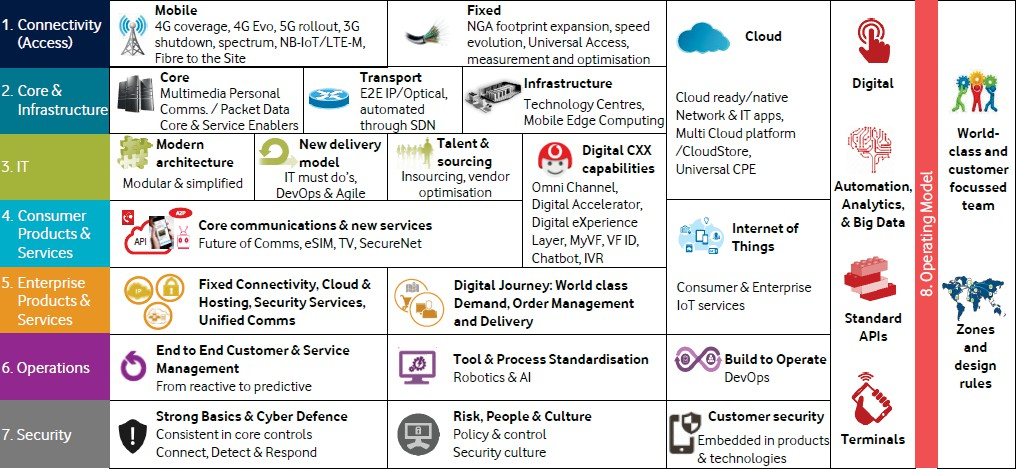 1. Connectivity
(Access)
Mobile
4G coverage, 4G Evo, 5G rollout, 3G
shutdown, spectrum, NB-IoT/LTE-M,
Fibre to the Site
Fixed
NGA footprint expansion, speed
evolution, Universal Access,
measurement and optimisation
Cloud
Cloud ready/native
Network & IT apps,
Multi Cloud platform
/CloudStore,
Universal CPE
2. Core &
Infrastructure
Core
Multimedia Personal
Comms. / Packet Data
Core & Service Enablers
Transport
E2E IP/Optical,
automated
through SDN
Infrastructure
Technology Centres,
Mobile Edge Computing
3. IT
Modern
architecture
Modular & simplified
New delivery
model
IT must do's,
DevOps & Agile
Talent &
sourcing
Insourcing, vendor
optimisation
Digital CXX
capabilities
Omni Channel,
Digital Accelerator,
Digital eXperience
Layer, MyVF, VF ID,
Chatbot, IVR
4. Consumer
Products &
Services
API
A2P
Core communications & new services
Future of Comms, eSIM, TV, SecureNet
Internet of
Things
Consumer & Enterprise
IoT services
5. Enterprise
Products &
Services
Fixed Connectivity, Cloud &
Hosting, Security Services,
Unified Comms
Digital Journey: World class
Demand, Order Management
and Delivery
6. Operations
End to End Customer & Service
Management
From reactive to predictive
Tool & Process Standardisation
Robotics & AI
Build to Operate
DevOps
7. Security
Strong Basics & Cyber Defence
Consistent in core controls
Connect, Detect & Respond
Risk, People & Culture
Policy & control
Security culture
Customer security
Embedded in products
& technologies
Digital
Automation,
Analytics,
& Big Data
Standard
APIs
Terminals
8. Operating Model
World-
class and
customer
focussed
team
Zones
and
design
rules